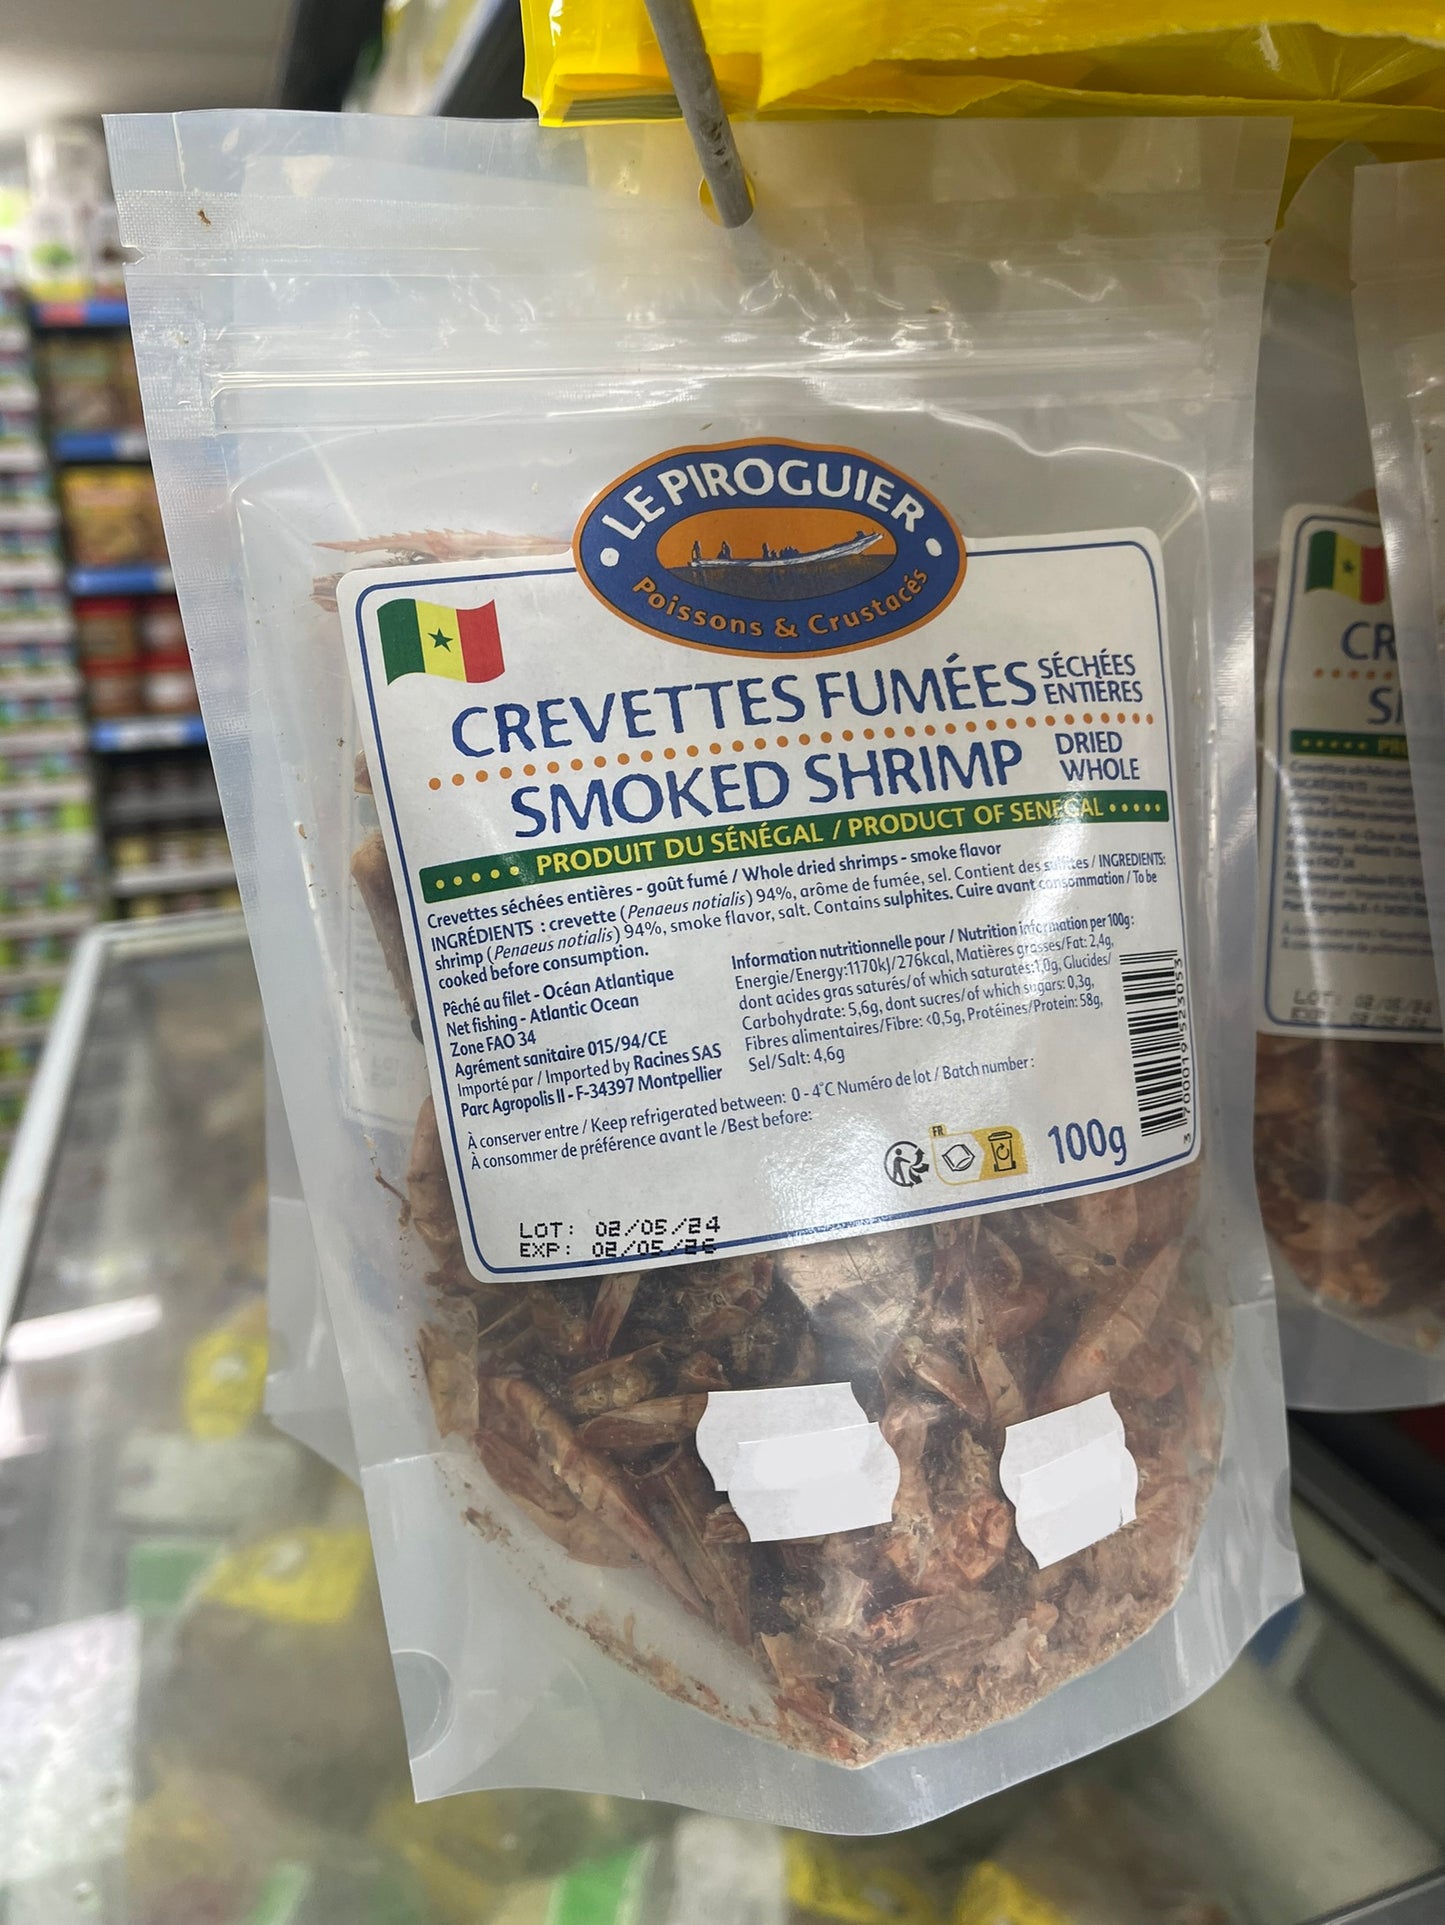 LE PIROGUIER
Poissons & Crustacés
CREVETTES FUMÉES SÉCHÉES ENTIÈRES
SMOKED SHRIMP DRIED WHOLE
PRODUIT DU SÉNÉGAL / PRODUCT OF SENEGAL
Crevettes séchées entières - goût fumé / Whole dried shrimps - smoke flavor
INGRÉDIENTS : crevette (Penaeus notialis) 94%, arôme de fumée, sel. Contient des sulfites / INGREDIENTS:
shrimp (Penaeus notialis) 94%, smoke flavor, salt. Contains sulphites. Cuire avant consommation / To be
cooked before consumption.
Pêché au filet - Océan Atlantique
Net fishing - Atlantic Ocean
Zone FAO 34
Agrément sanitaire 015/94/CE
Importé par / Imported by Racines SAS
Parc Agropolis II - F-34397 Montpellier
Information nutritionnelle pour / Nutrition information per 100g:
Energie/Energy:1170kJ/276kcal, Matières grasses/Fat: 2,4g,
dont acides gras saturés/of which saturates:1,0g, Glucides/
Carbohydrate: 5,6g, dont sucres/of which sugars: 0,3g,
Fibres alimentaires/Fibre: <0,5g, Protéines/Protein: 58g,
Sel/Salt: 4,6g
À conserver entre / Keep refrigerated between: 0 - 4°C Numéro de lot / Batch number:
À consommer de préférence avant le /Best before:
FR
100g
3 700019 523053
LOT: 02/05/24
EXP: 02/05/26
CR